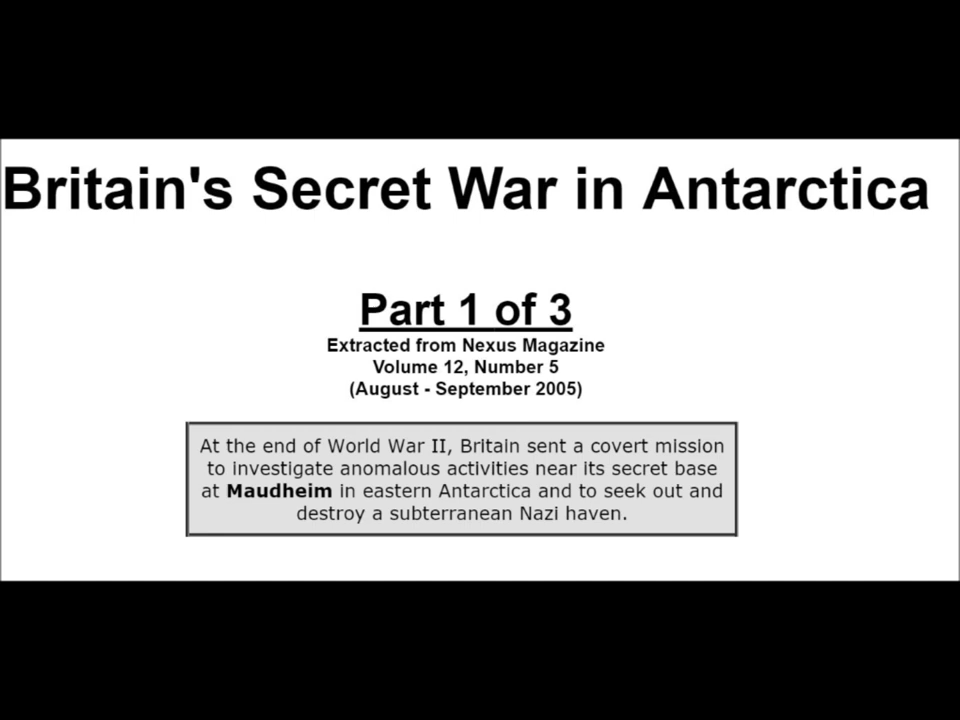 Britain's Secret War in Antarctica
Part 1 of 3
Extracted from Nexus Magazine
Volume 12, Number 5
(August - September 2005)
At the end of World War II, Britain sent a covert mission
to investigate anomalous activities near its secret base
at Maudheim in eastern Antarctica and to seek out and
destroy a subterranean Nazi haven.